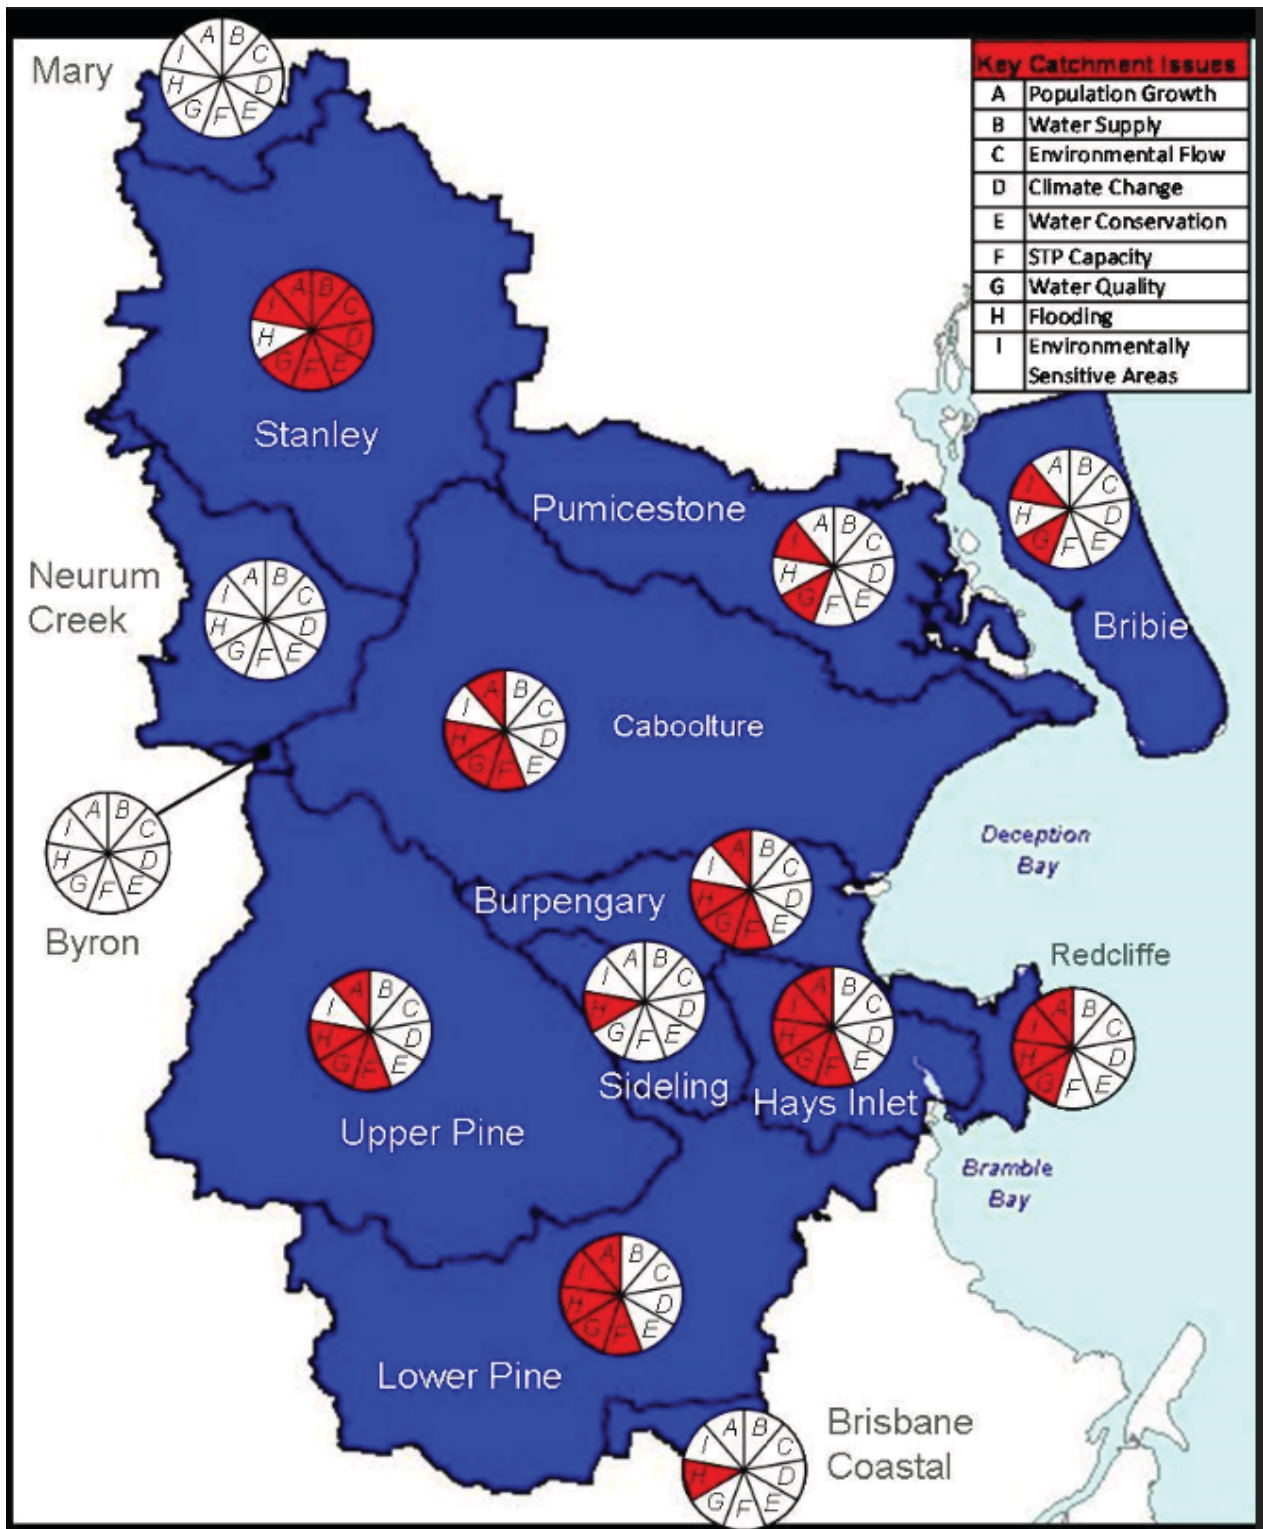 Mary
A B C D E F G H I
Key Catchment Issues
A Population Growth
B Water Supply
C Environmental Flow
D Climate Change
E Water Conservation
F STP Capacity
G Water Quality
H Flooding
I Environmentally
Sensitive Areas
A B C D E F G H I
Stanley
Pumicestone
A B C D E F G H I
A B C D E F G H I
Bribie
Neurum
Creek
A B C D E F G H I
A B C D E F G H I
Caboolture
A B C D E F G H I
Byron
Deception
Bay
Burpengary
A B C D E F G H I
Redcliffe
A B C D E F G H I
A B C D E F G H I
Upper Pine
A B C D E F G H I
Sideling
A B C D E F G H I
Hays Inlet
Bramble
Bay
A B C D E F G H I
Lower Pine
Brisbane
Coastal
A B C D E F G H I